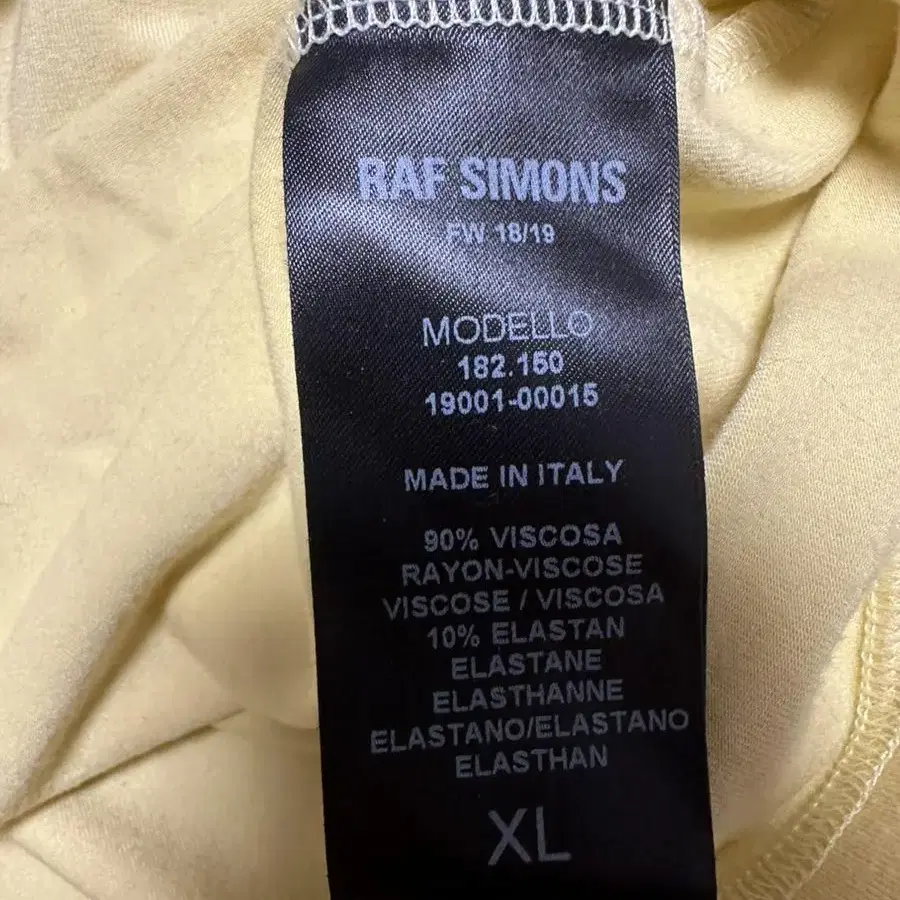 RAF SIMONS
FW 18/19
MODELLO
182.150
19001-00015
MADE IN ITALY
90% VISCOSA
RAYON-VISCOSE
VISCOSE / VISCOSA
10% ELASTAN
ELASTANE
ELASTHANNE
ELASTANO/ELASTANO
ELASTHAN
XL